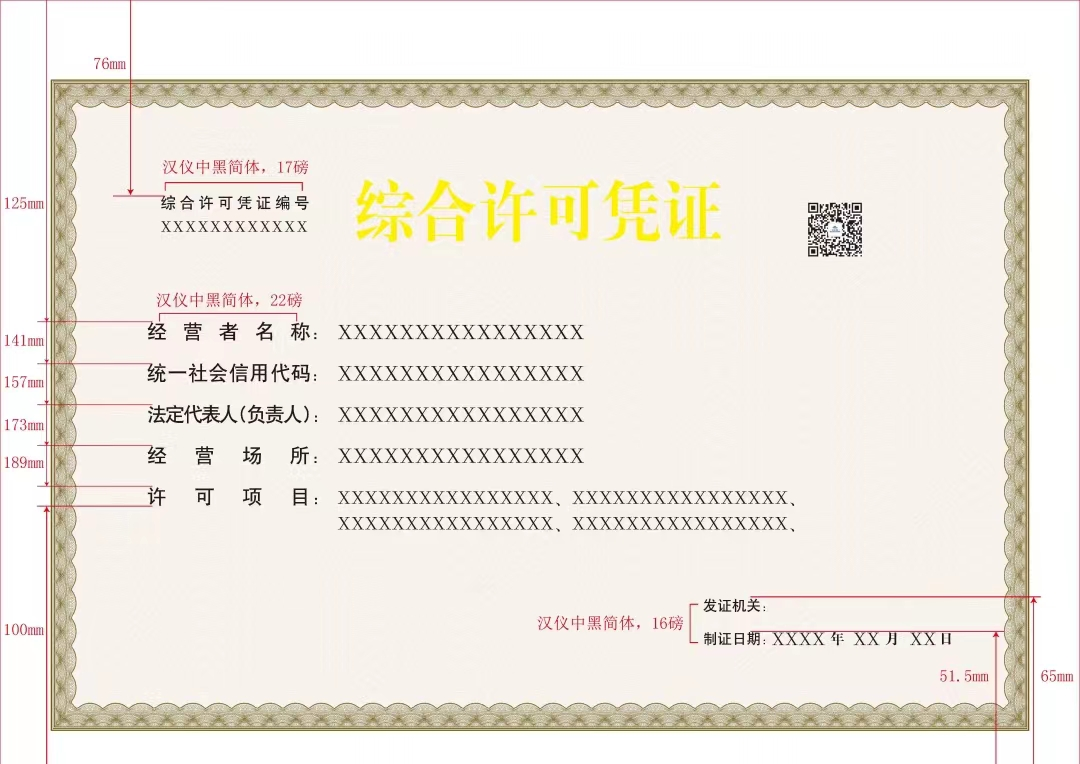 76mm
汉仪中黑简体，17磅
125mm
综合许可凭证编号
XXXXXXXXXXXX
综合许可凭证
汉仪中黑简体，22磅
141mm
经营者名称：XXXXXXXXXXXXXXXX
157mm
统一社会信用代码：XXXXXXXXXXXXXXXX
173mm
法定代表人(负责人)：XXXXXXXXXXXXXXXX
189mm
经营场所：XXXXXXXXXXXXXXXX
许可项目：XXXXXXXXXXXXXXXX、XXXXXXXXXXXXXXXX、
XXXXXXXXXXXXXXXX、XXXXXXXXXXXXXXXX、
发证机关：
100mm
汉仪中黑简体，16磅
制证日期：XXXX 年 XX 月 XX 日
51.5mm
65mm